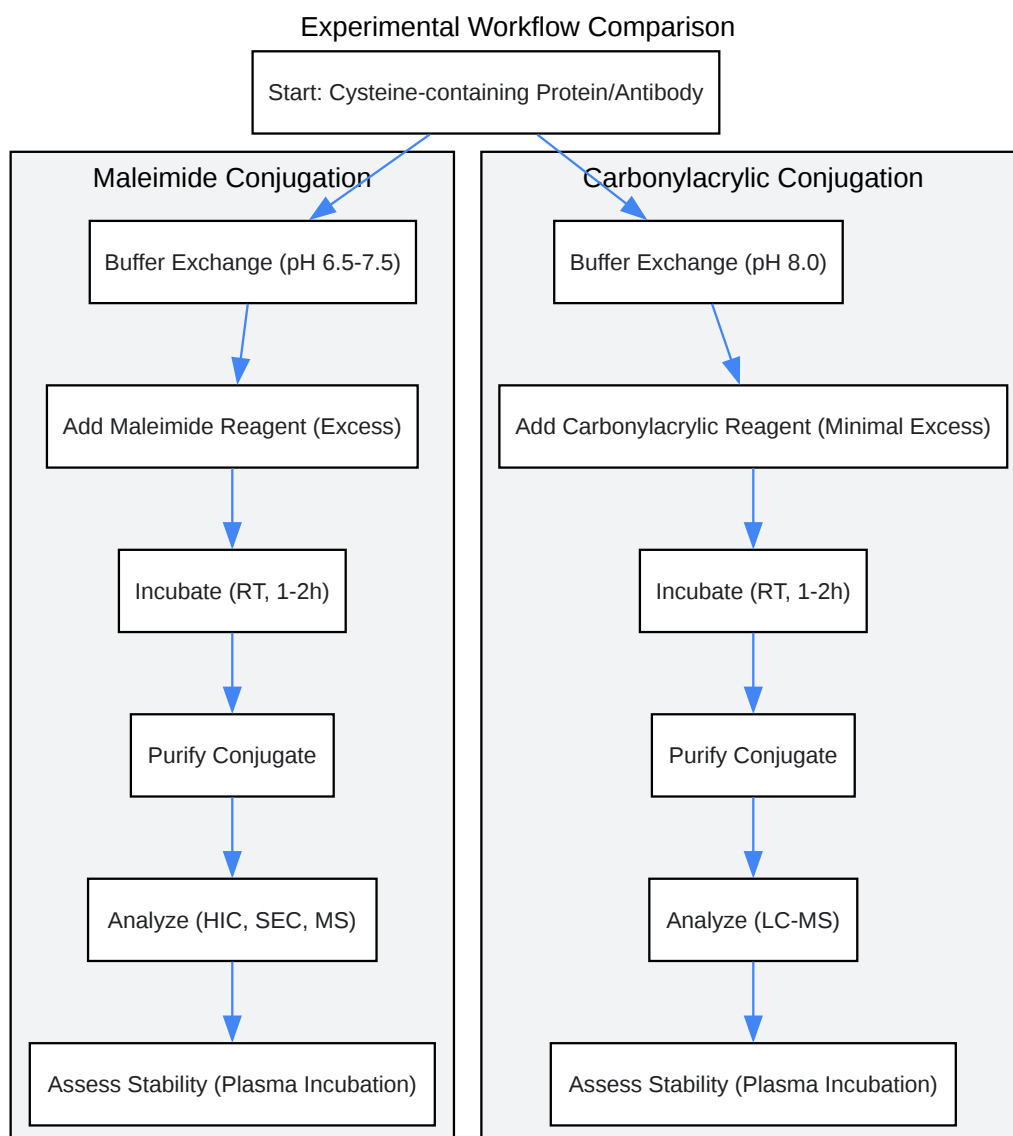 Experimental Workflow Comparison
Start: Cysteine-containing Protein/Antibody
Maleimide Conjugation
Buffer Exchange (pH 6.5-7.5)
Add Maleimide Reagent (Excess)
Incubate (RT, 1-2h)
Purify Conjugate
Analyze (HIC, SEC, MS)
Assess Stability (Plasma Incubation)
Carbonylacrylic Conjugation
Buffer Exchange (pH 8.0)
Add Carbonylacrylic Reagent (Minimal Excess)
Incubate (RT, 1-2h)
Purify Conjugate
Analyze (LC-MS)
Assess Stability (Plasma Incubation)